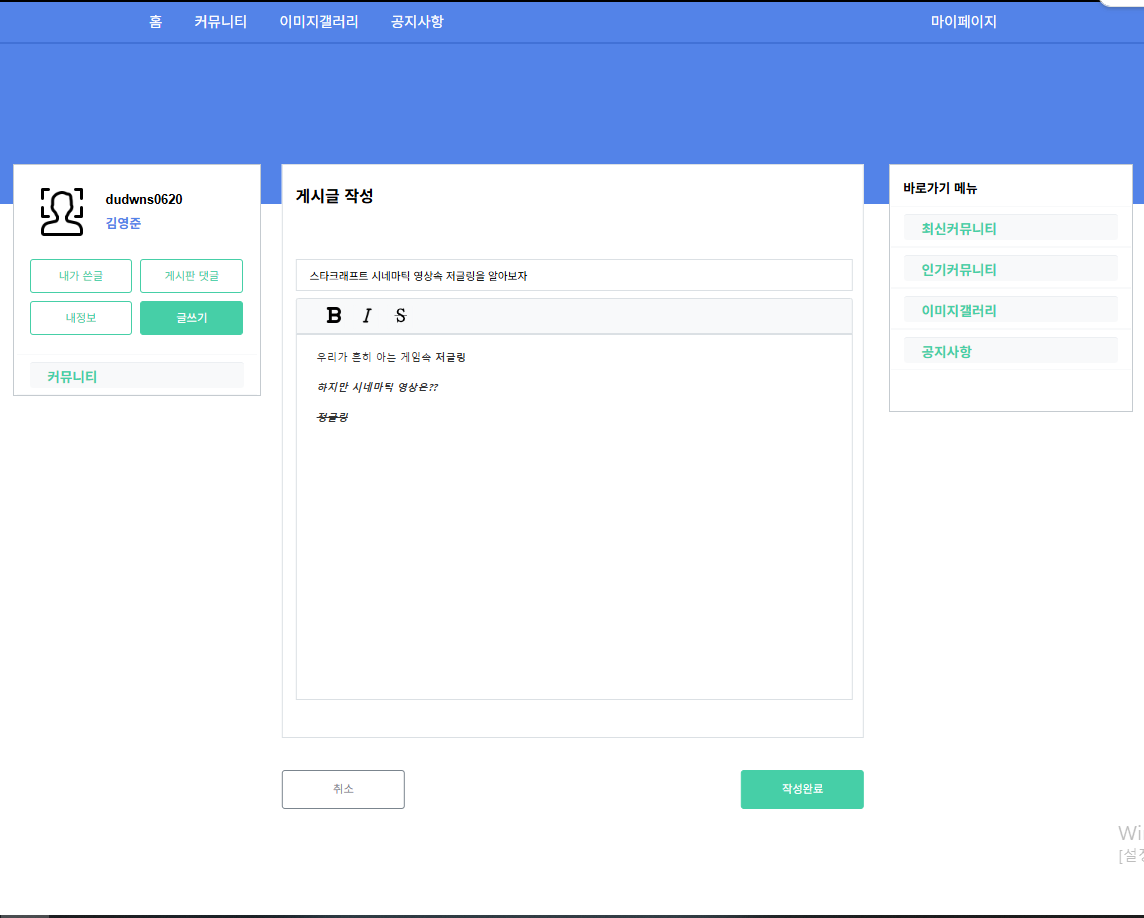 홈 커뮤니티 이미지갤러리 공지사항 마이페이지
dudwns0620
김영준
내가 쓴글 게시판 댓글
내정보 글쓰기
커뮤니티
게시글 작성
스타크래프트 시네마틱 영상속 저글링을 알아보자
B I S
우리가 흔히 아는 게임속 저글링
하지만 시네마틱 영상은??
정글링
취소 작성완료
바로가기 메뉴
최신커뮤니티
인기커뮤니티
이미지갤러리
공지사항